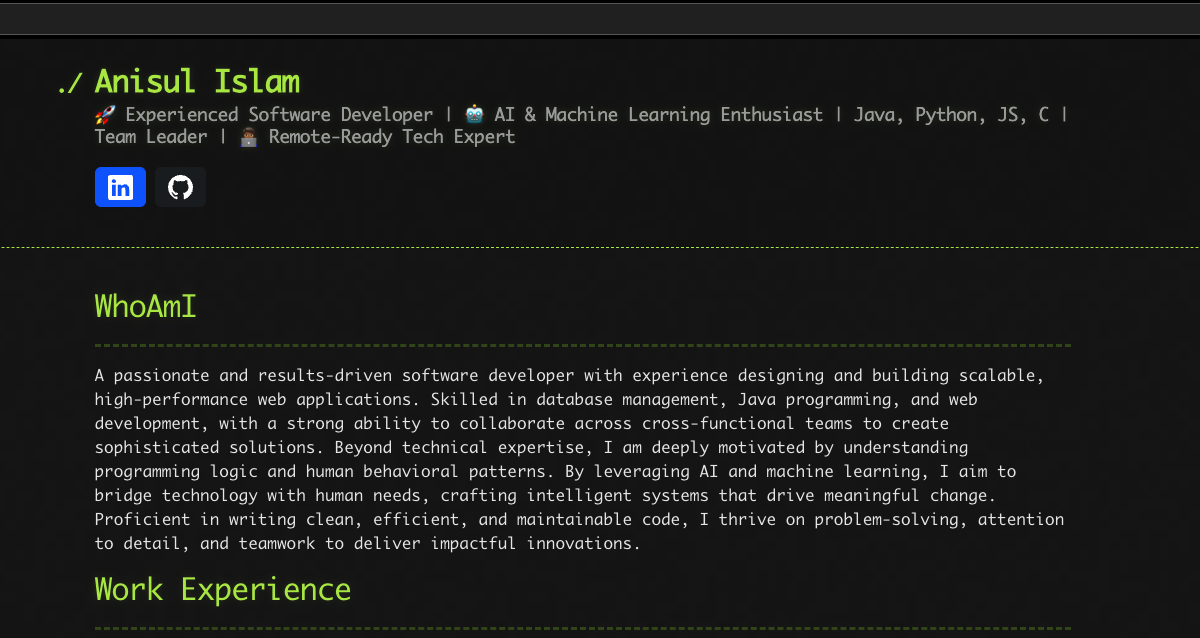 ./ Anisul Islam
🚀 Experienced Software Developer | 🤖 AI & Machine Learning Enthusiast | Java, Python, JS, C |
Team Leader | 👨🏾‍💻 Remote-Ready Tech Expert
in
WhoAmI
A passionate and results-driven software developer with experience designing and building scalable,
high-performance web applications. Skilled in database management, Java programming, and web
development, with a strong ability to collaborate across cross-functional teams to create
sophisticated solutions. Beyond technical expertise, I am deeply motivated by understanding
programming logic and human behavioral patterns. By leveraging AI and machine learning, I aim to
bridge technology with human needs, crafting intelligent systems that drive meaningful change.
Proficient in writing clean, efficient, and maintainable code, I thrive on problem-solving, attention
to detail, and teamwork to deliver impactful innovations.
Work Experience